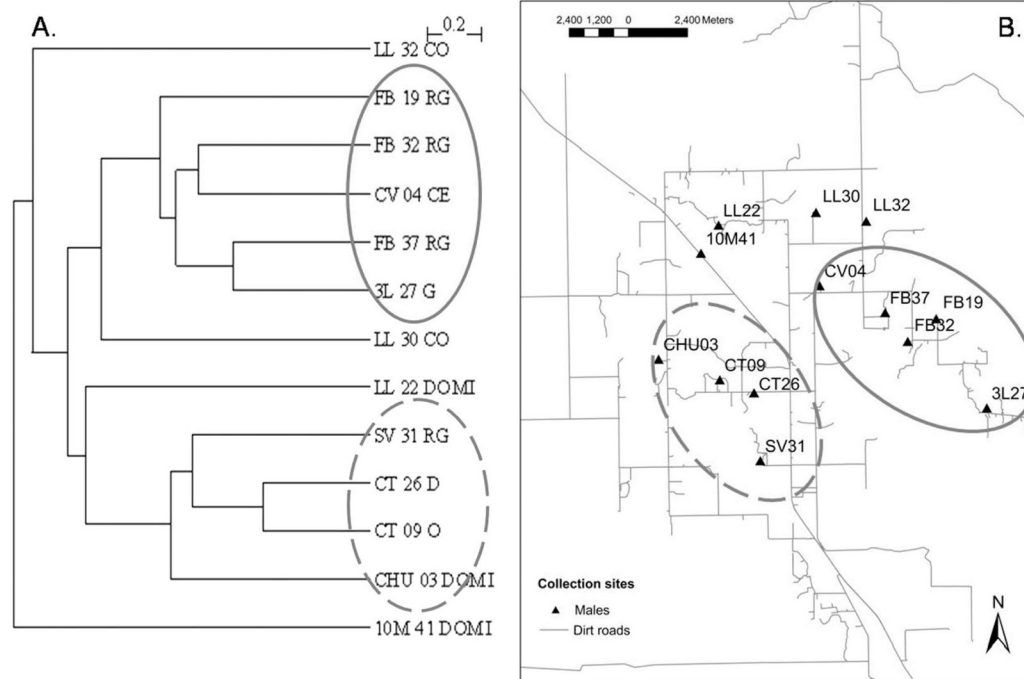 A.
0.2
LL 32 CO
FB 19 RG
FB 32 RG
CV 04 CE
FB 37 RG
3L 27 G
LL 30 CO
LL 22 DOMI
SV 31 RG
CT 26 D
CT 09 O
CHU 03 DOMI
10M 41 DOMI
B.
2,400 1,200 0 2,400 Meters
LL30
LL32
LL22
10M41
CV04
FB37
FB19
FB32
3L27
CHU03
CT09
CT26
SV31
Collection sites
Males
Dirt roads
N